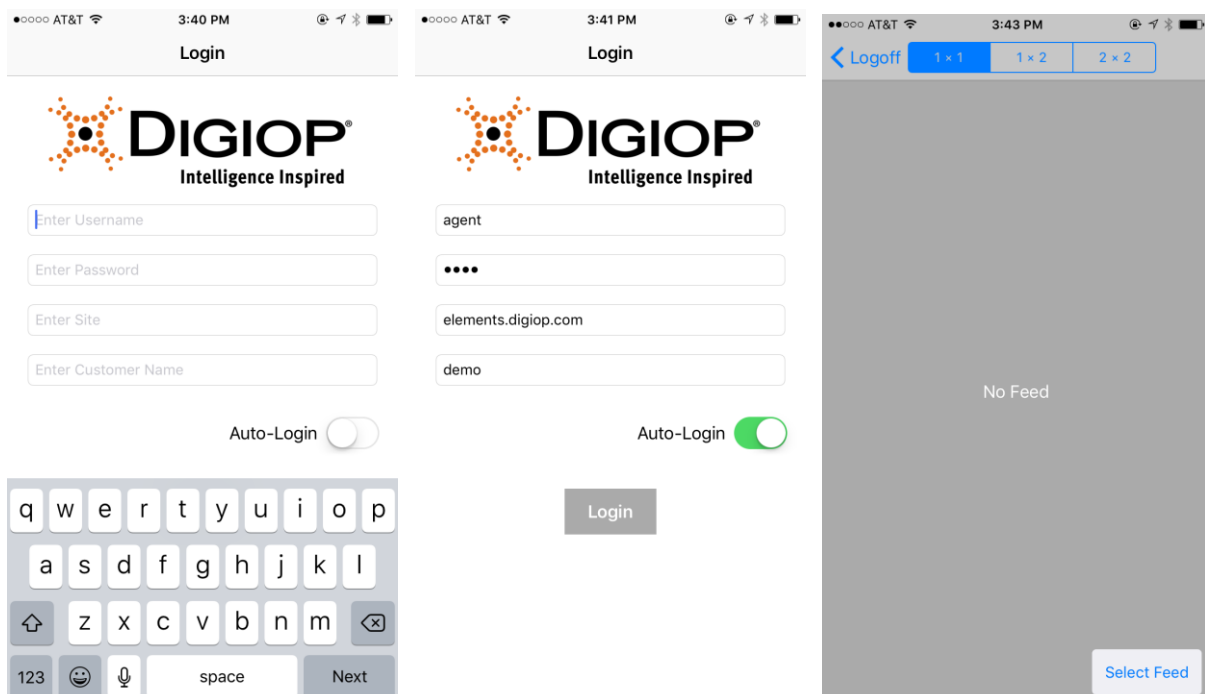 AT&T 3:40 PM
Login
DIGIOP®
Intelligence Inspired
Enter Username
Enter Password
Enter Site
Enter Customer Name
Auto-Login
q w e r t y u i o p
a s d f g h j k l
z x c v b n m
123 space Next
AT&T 3:41 PM
Login
DIGIOP®
Intelligence Inspired
agent
••••
elements.digiop.com
demo
Auto-Login
Login
AT&T 3:43 PM
Logoff 1 × 1 1 × 2 2 × 2
No Feed
Select Feed